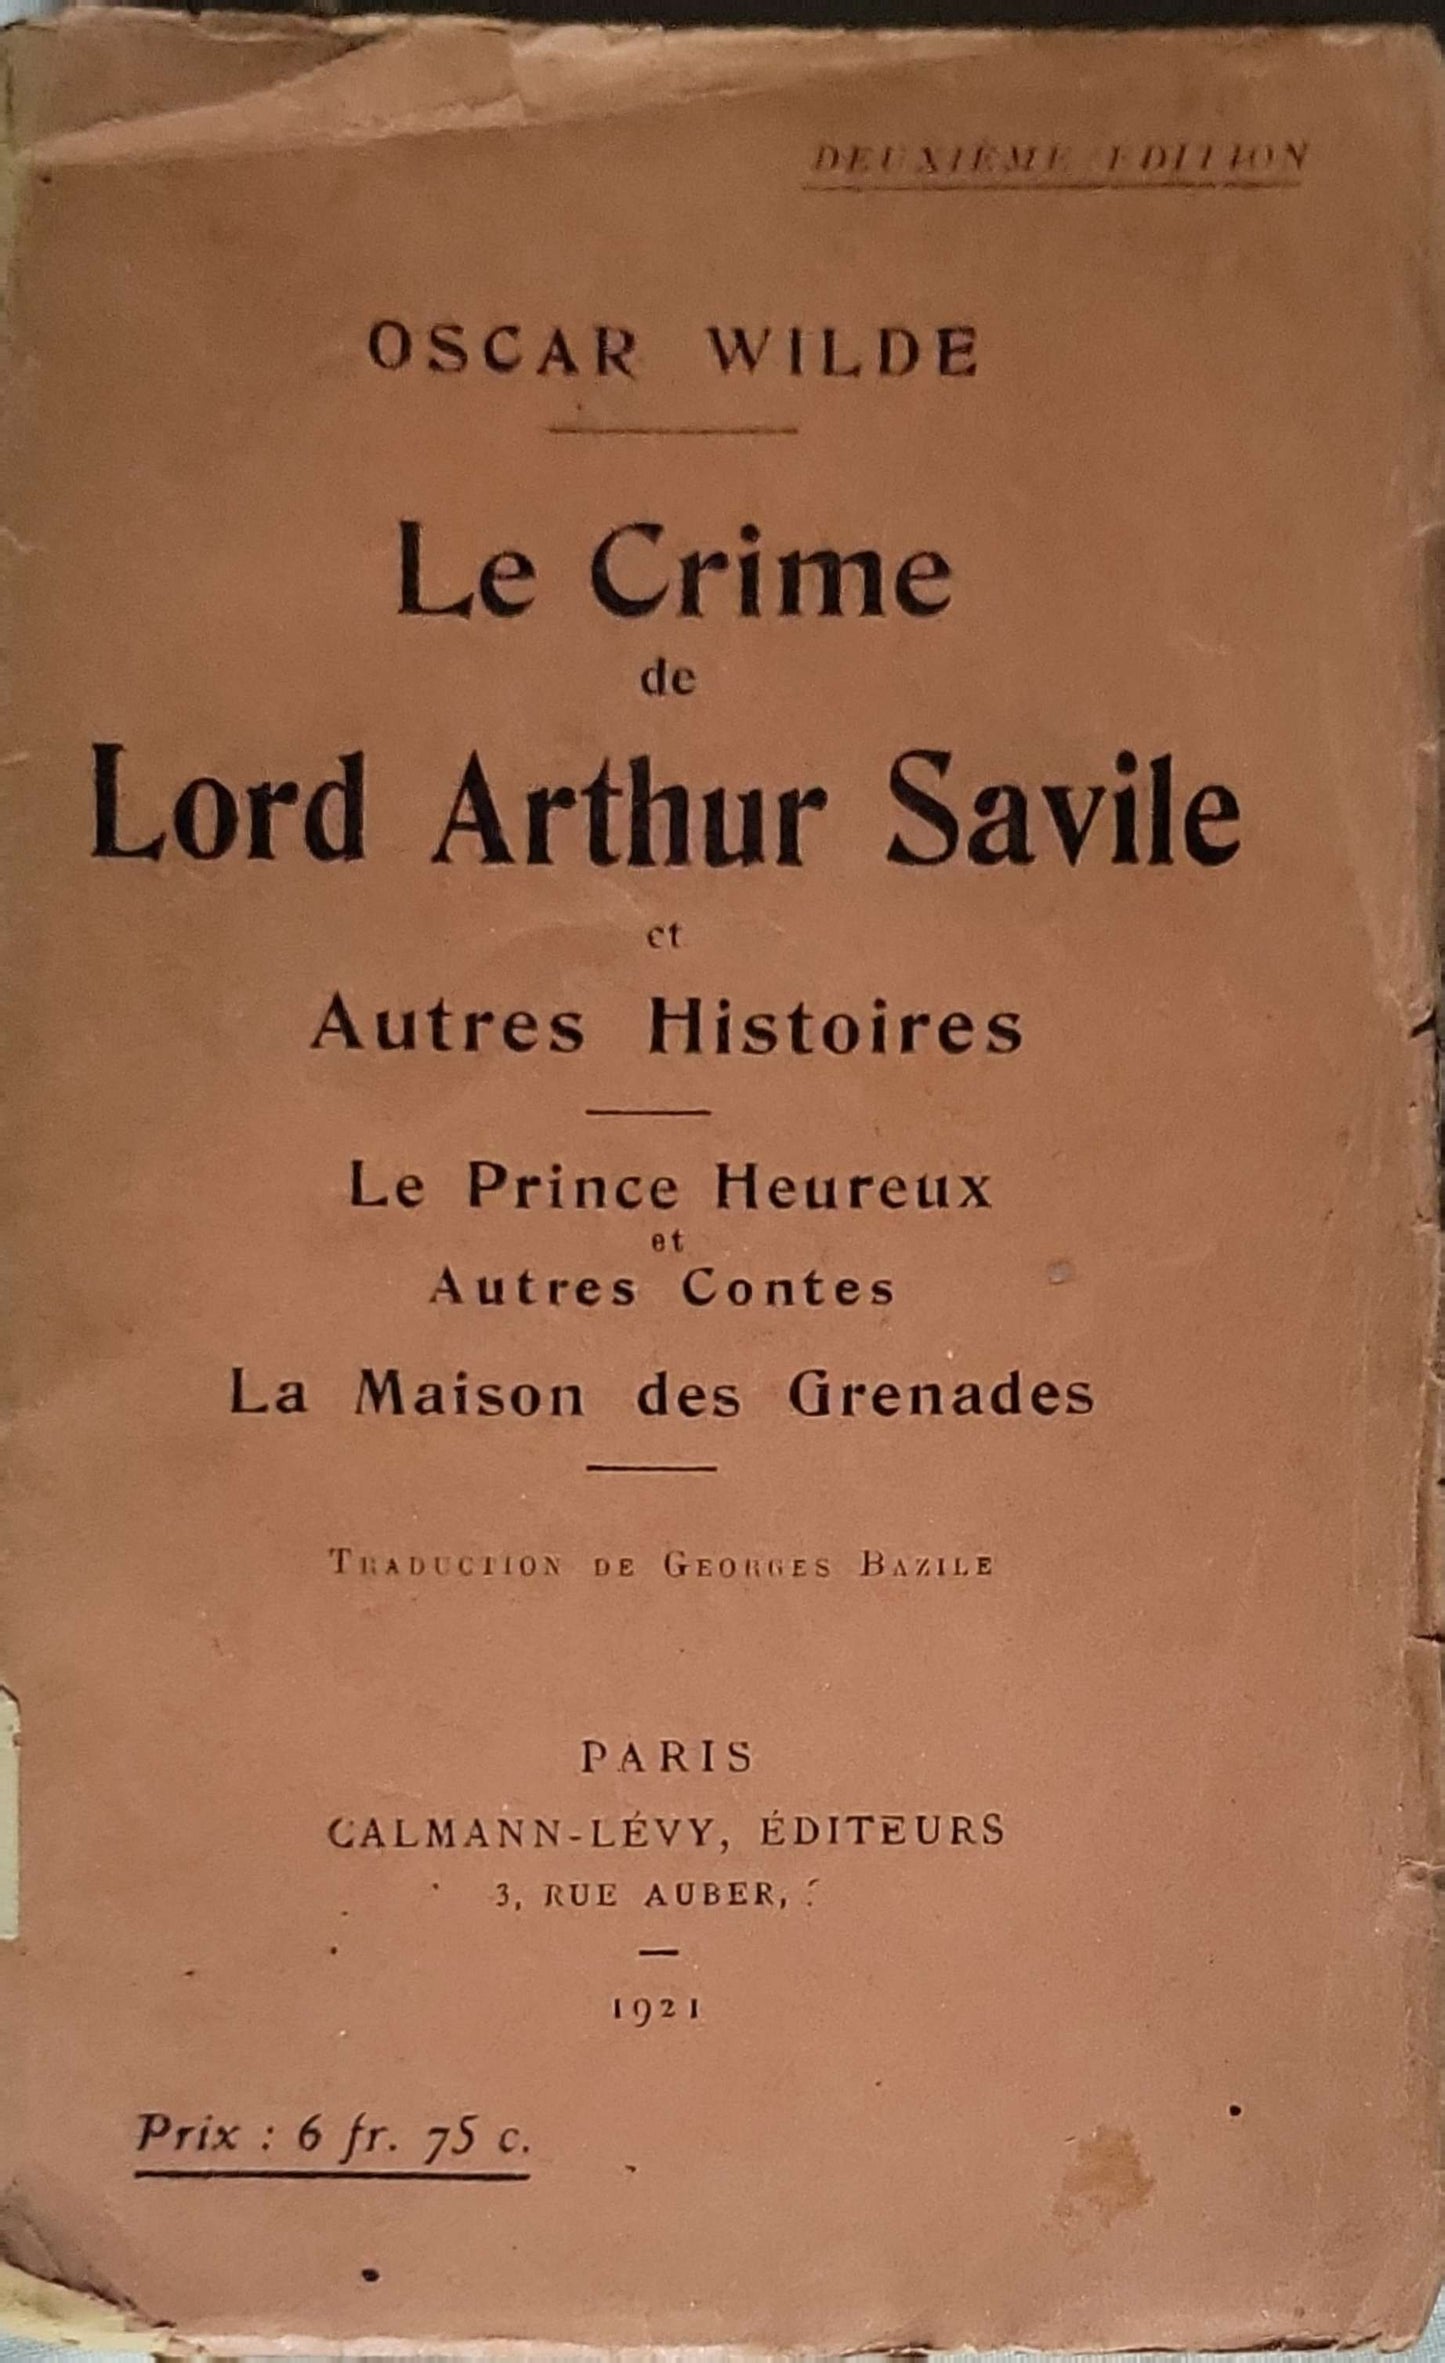 DEUXIÈME EDITION
OSCAR WILDE
Le Crime
de
Lord Arthur Savile
et
Autres Histoires
Le Prince Heureux
et
Autres Contes
La Maison des Grenades
TRADUCTION DE GEORGES BAZILE
PARIS
CALMANN-LÉVY, ÉDITEURS
3, RUE AUBER,
1921
Prix : 6 fr. 75 c.